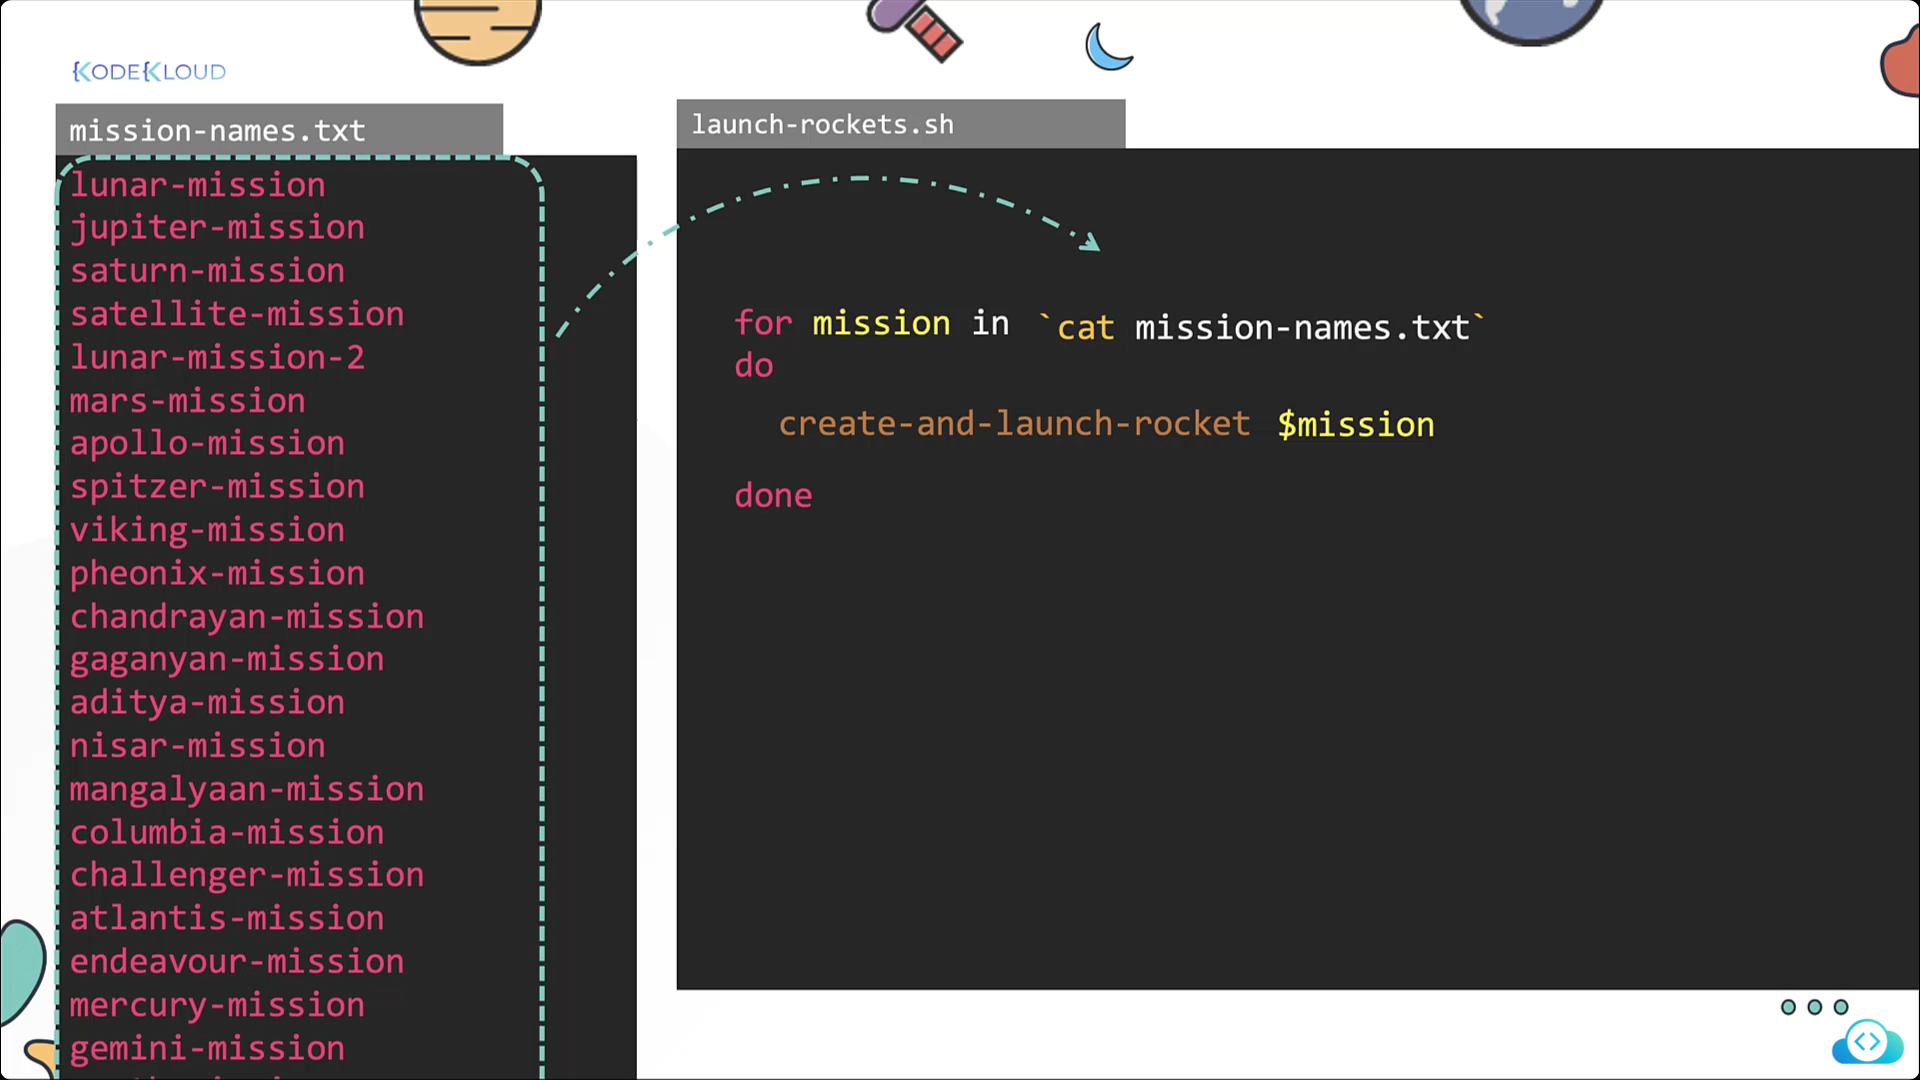 KODEKLOUD
mission-names.txt
lunar-mission
jupiter-mission
saturn-mission
satellite-mission
lunar-mission-2
mars-mission
apollo-mission
spitzer-mission
viking-mission
pheonix-mission
chandrayan-mission
gaganyan-mission
aditya-mission
nisar-mission
mangalyaan-mission
columbia-mission
challenger-mission
atlantis-mission
endeavour-mission
mercury-mission
gemini-mission
launch-rockets.sh
for mission in `cat mission-names.txt`
do
create-and-launch-rocket $mission
done